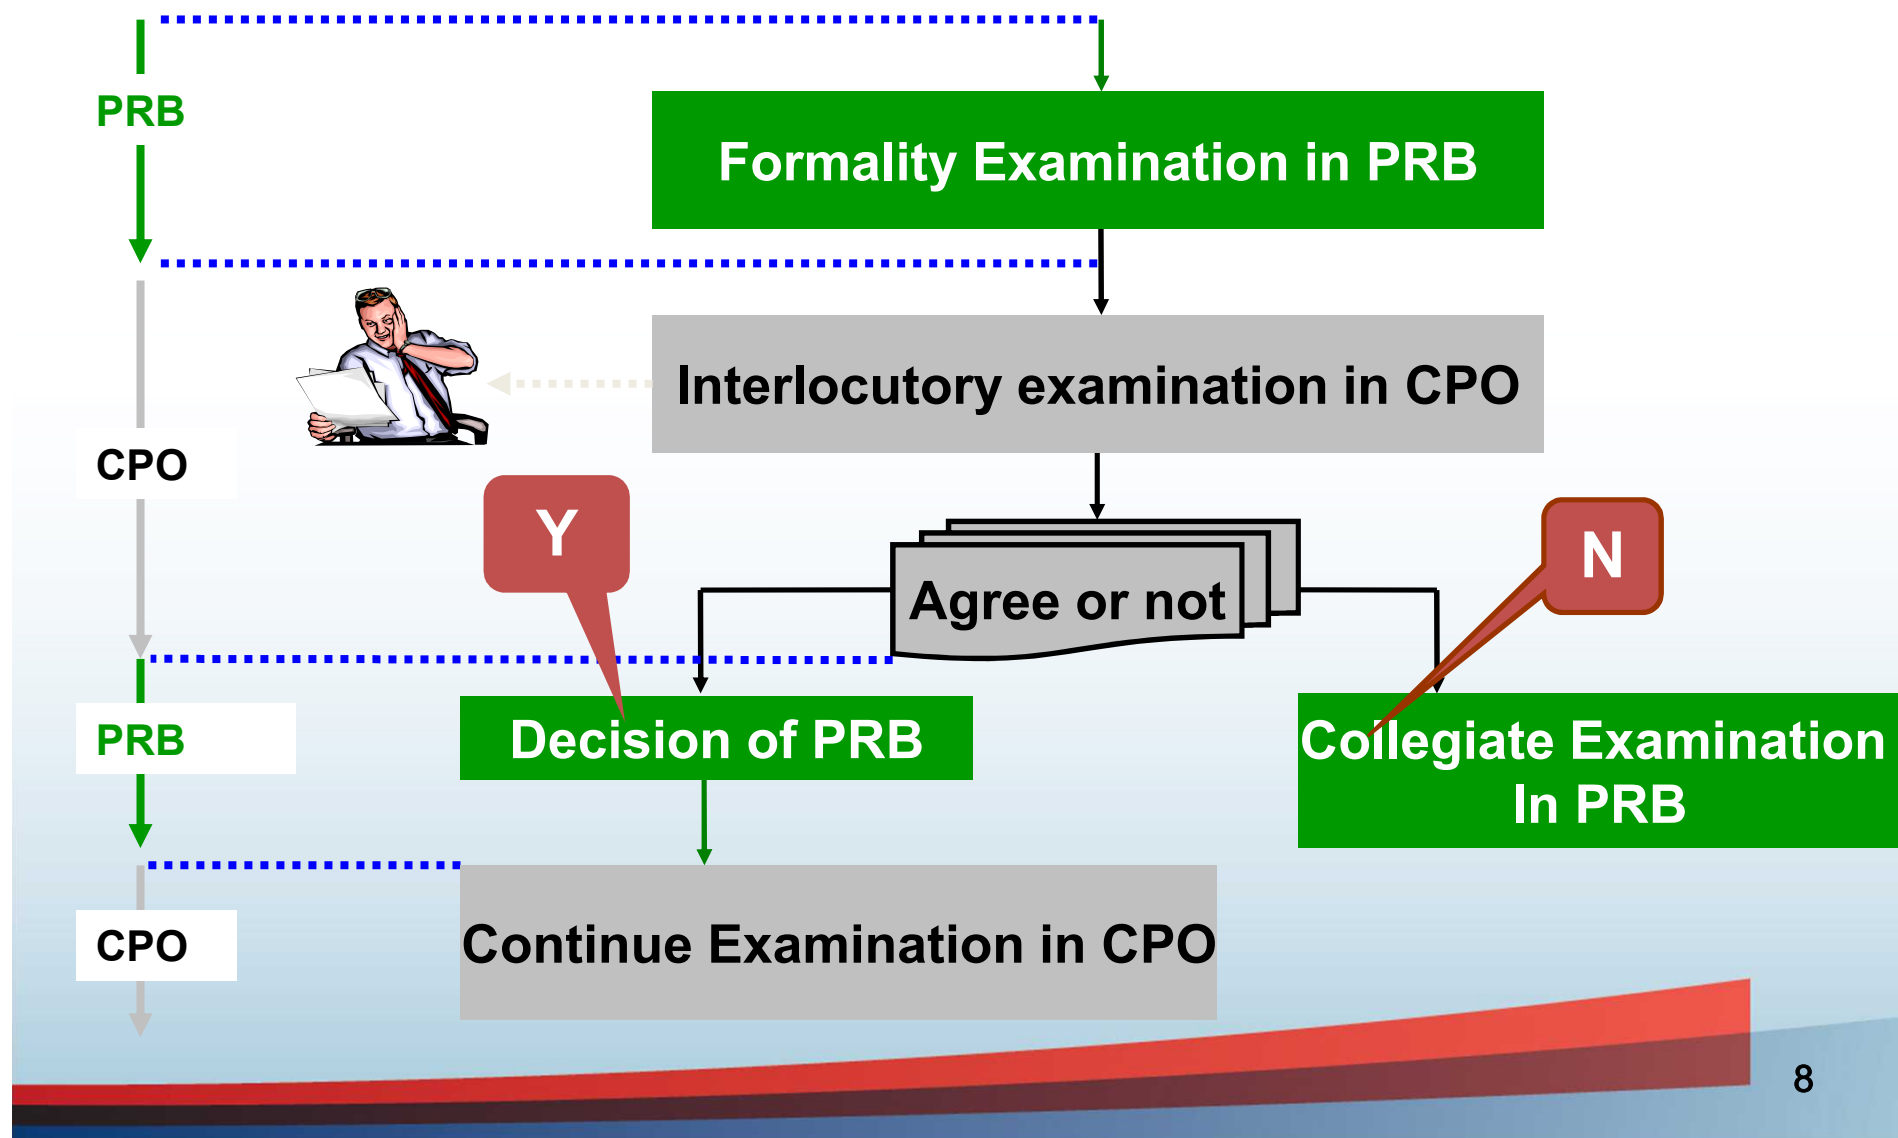 PRB
Formality Examination in PRB
Interlocutory examination in CPO
CPO
Y
N
Agree or not
PRB
Decision of PRB
Collegiate Examination
In PRB
CPO
Continue Examination in CPO
8